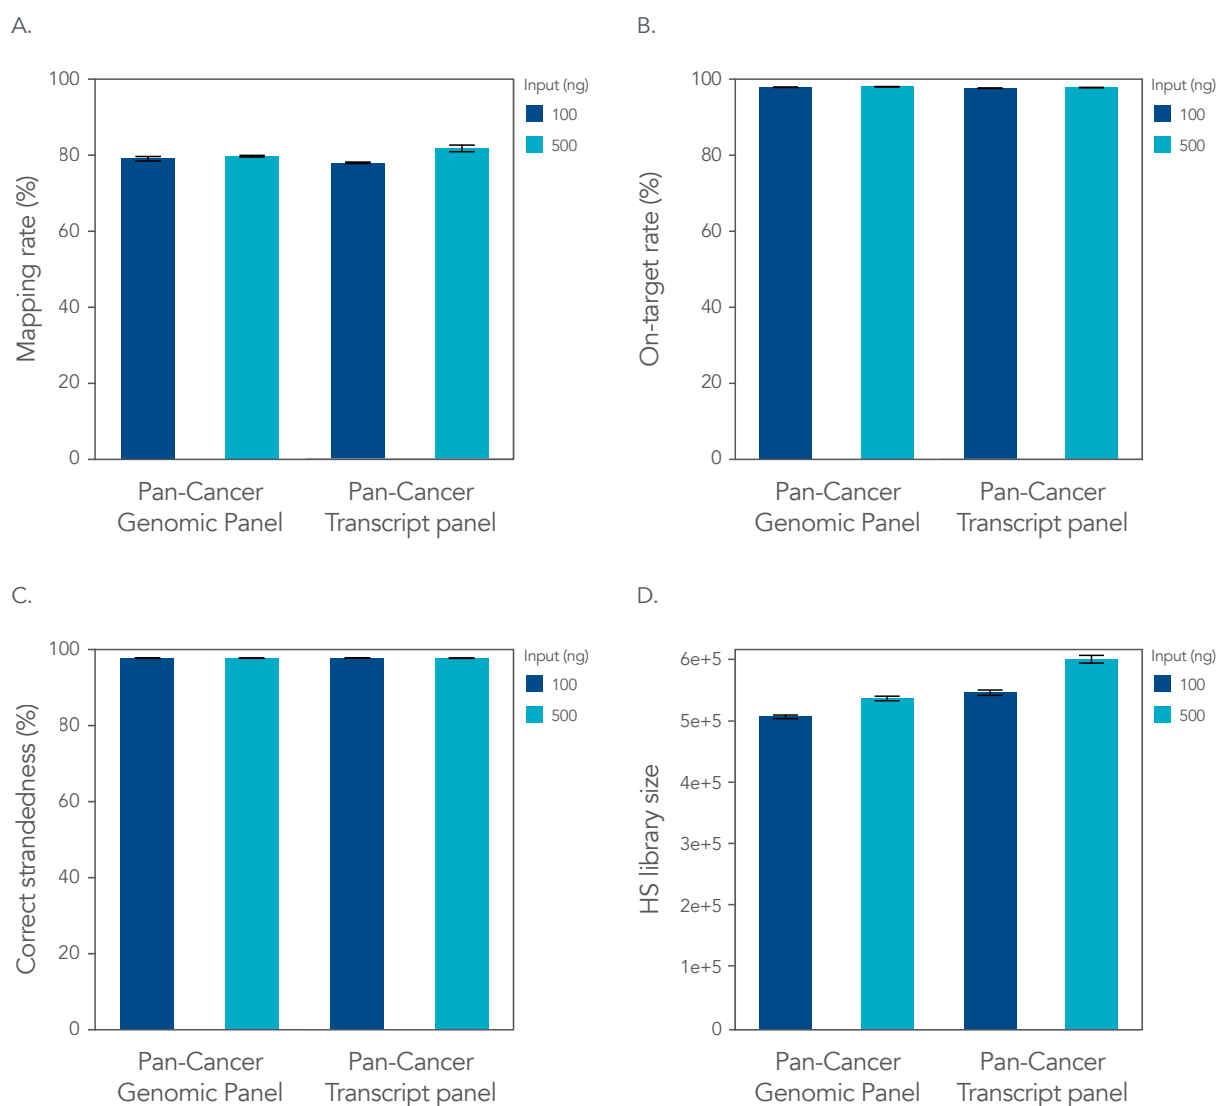 A.
Mapping rate (%)
100
80
60
40
20
0
Pan-Cancer
Genomic Panel
Pan-Cancer
Transcript panel
Input (ng)
100
500
B.
On-target rate (%)
100
80
60
40
20
0
Pan-Cancer
Genomic Panel
Pan-Cancer
Transcript panel
Input (ng)
100
500
C.
Correct strandedness (%)
100
80
60
40
20
0
Pan-Cancer
Genomic Panel
Pan-Cancer
Transcript panel
Input (ng)
100
500
D.
HS library size
6e+5
5e+5
4e+5
3e+5
2e+5
1e+5
0
Pan-Cancer
Genomic Panel
Pan-Cancer
Transcript panel
Input (ng)
100
500